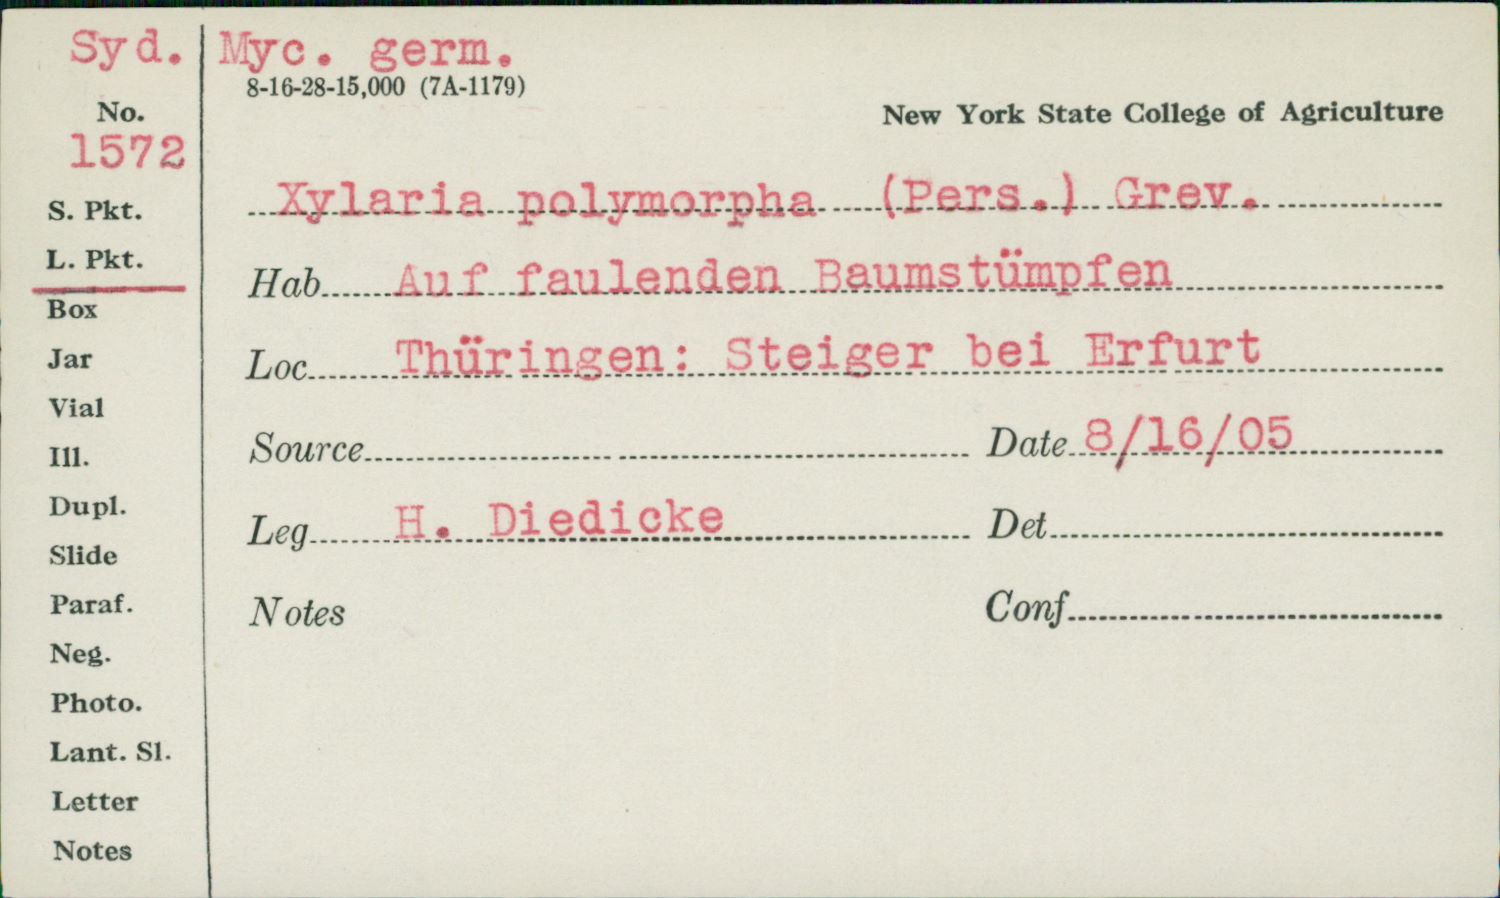 Syd. Myc. germ.
8-16-28-15,000 (7A-1179)
New York State College of Agriculture
No.
1572
S. Pkt.
L. Pkt.
Box
Jar
Vial
Ill.
Dupl.
Slide
Paraf.
Neg.
Photo.
Lant. Sl.
Letter
Notes
Xylaria polymorpha (Pers.) Grev.
Hab. Auf faulenden Baumstümpfen
Loc. Thüringen: Steiger bei Erfurt
Source Date 8/16/05
Leg. H. Diedicke Det.
Notes Conf.